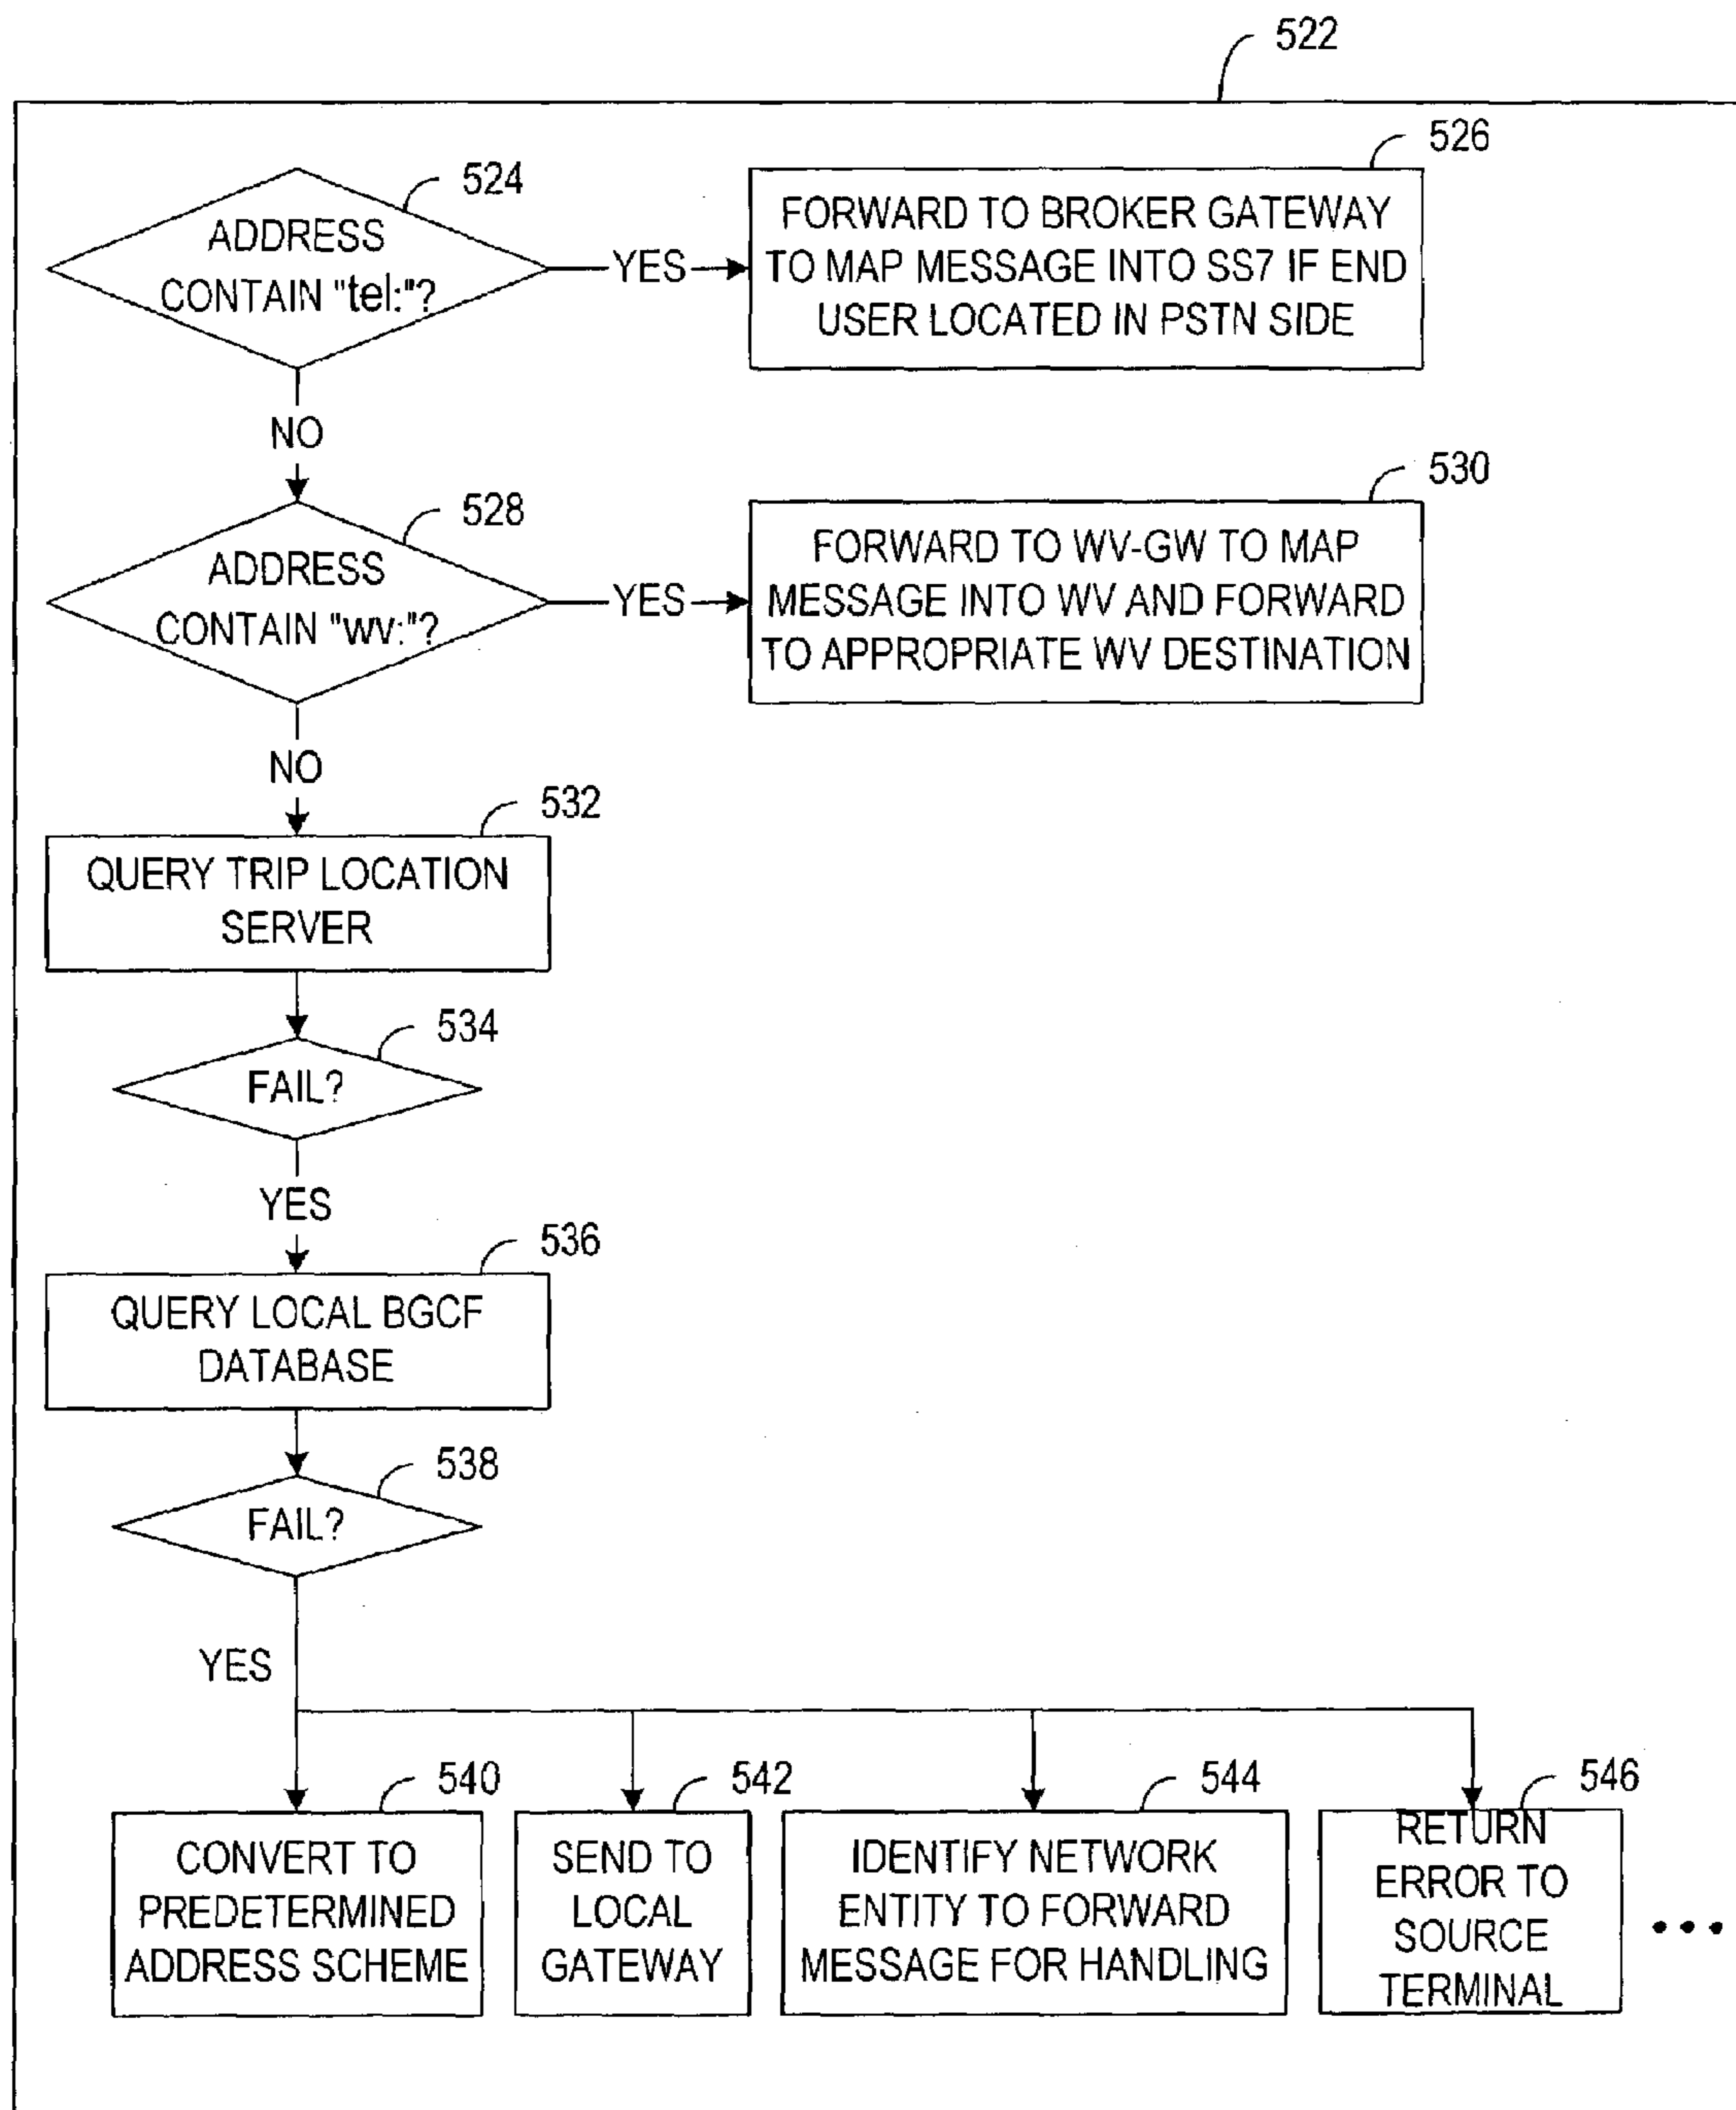 522
524
ADDRESS
CONTAIN "tel:"?
YES
526
FORWARD TO BROKER GATEWAY
TO MAP MESSAGE INTO SS7 IF END
USER LOCATED IN PSTN SIDE
NO
528
ADDRESS
CONTAIN "wv:"?
YES
530
FORWARD TO WV-GW TO MAP
MESSAGE INTO WV AND FORWARD
TO APPROPRIATE WV DESTINATION
NO
532
QUERY TRIP LOCATION
SERVER
534
FAIL?
YES
536
QUERY LOCAL BGCF
DATABASE
538
FAIL?
YES
540
CONVERT TO
PREDETERMINED
ADDRESS SCHEME
542
SEND TO
LOCAL
GATEWAY
544
IDENTIFY NETWORK
ENTITY TO FORWARD
MESSAGE FOR HANDLING
546
RETURN
ERROR TO
SOURCE
TERMINAL
•••